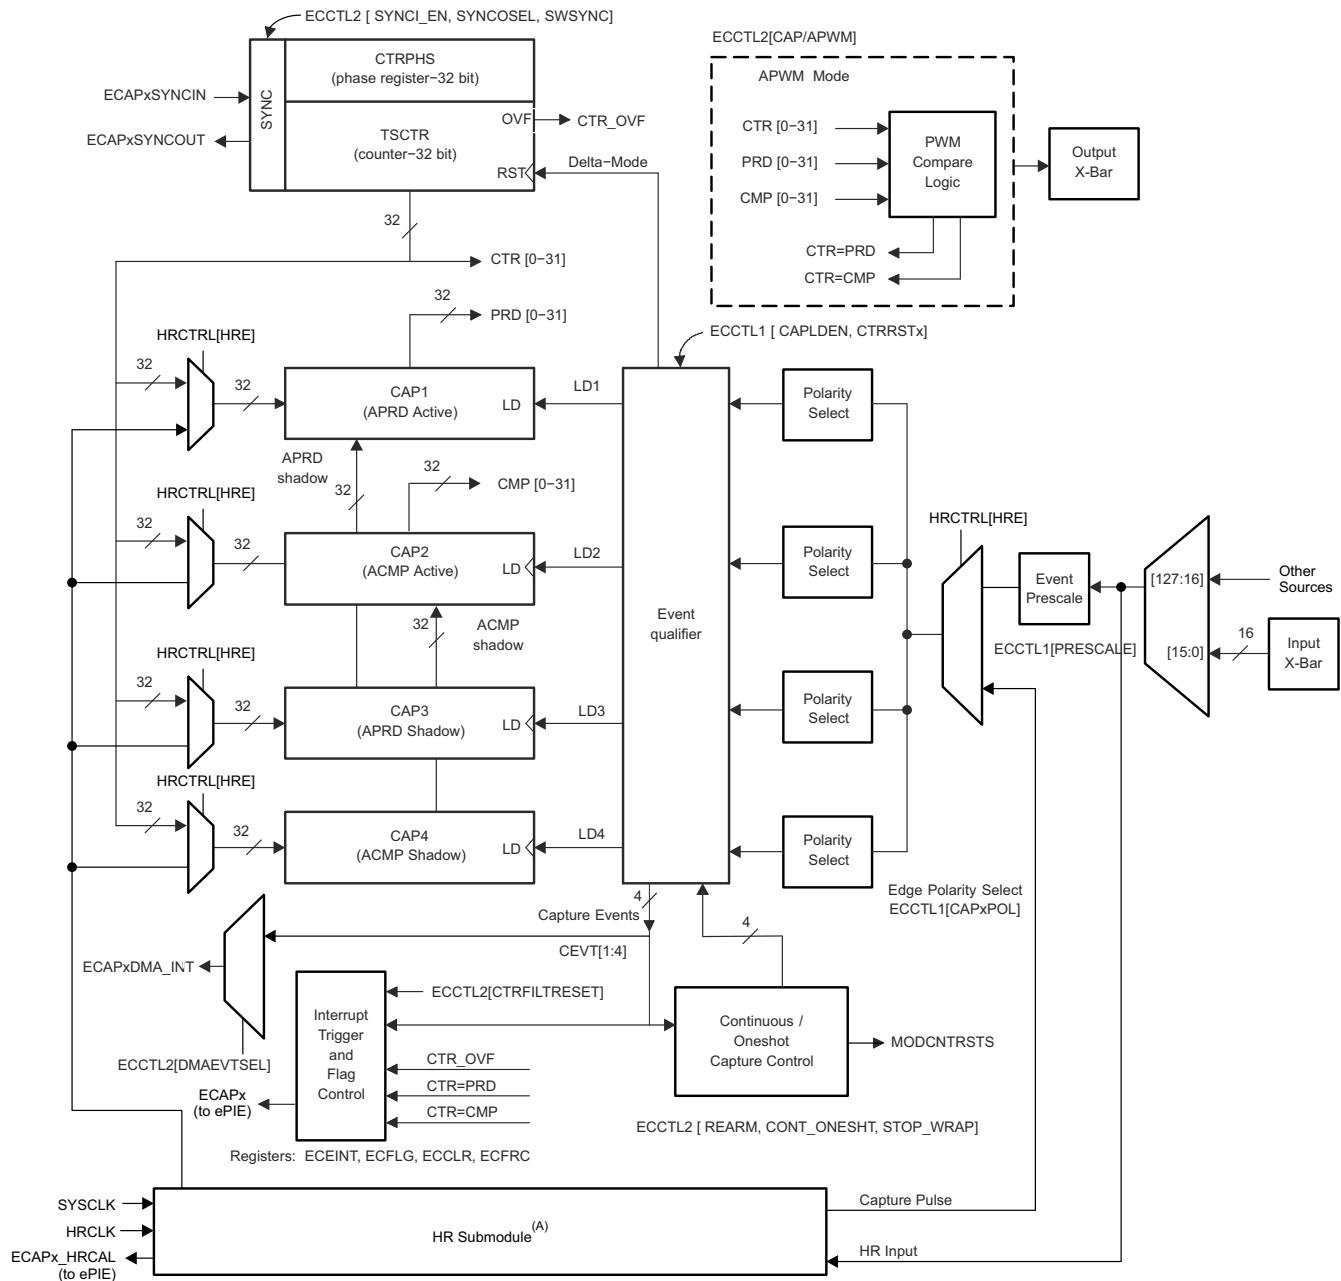 ECCTL2 [ SYNCI_EN, SYNCOSEL, SWSYNC]
SYNC
CTRPHS
(phase register−32 bit)
ECAPxSYNCIN
ECAPxSYNCOUT
TSCTR
(counter−32 bit)
OVF
RST
CTR_OVF
Delta−Mode
ECCTL2[CAP/APWM]
APWM Mode
CTR [0−31]
PRD [0−31]
CMP [0−31]
PWM
Compare
Logic
CTR=PRD
CTR=CMP
Output
X-Bar
32
CTR [0−31]
32
PRD [0−31]
ECCTL1 [ CAPLDEN, CTRRSTx]
HRCTRL[HRE]
32
32
CAP1
(APRD Active)
LD
LD1
Polarity
Select
APRD
shadow
32
32
CMP [0−31]
HRCTRL[HRE]
32
32
CAP2
(ACMP Active)
LD
LD2
Polarity
Select
32
ACMP
shadow
Event
qualifier
HRCTRL[HRE]
Event
Prescale
ECCTL1[PRESCALE]
[127:16]
[15:0]
Other
Sources
16
Input
X-Bar
HRCTRL[HRE]
32
32
CAP3
(APRD Shadow)
LD
LD3
Polarity
Select
HRCTRL[HRE]
32
32
CAP4
(ACMP Shadow)
LD
LD4
Polarity
Select
Edge Polarity Select
ECCTL1[CAPxPOL]
4
Capture Events
CEVT[1:4]
4
ECAPxDMA_INT
ECCTL2[DMAEVTSEL]
Interrupt
Trigger
and
Flag
Control
ECCTL2[CTRFILTRESET]
CTR_OVF
CTR=PRD
CTR=CMP
ECAPx
(to ePIE)
Continuous /
Oneshot
Capture Control
MODCNTRSTS
ECCTL2 [ REARM, CONT_ONESHT, STOP_WRAP]
Registers: ECEINT, ECFLG, ECCLR, ECFRC
SYSCLK
HRCLK
ECAPx_HRCAL
(to ePIE)
HR Submodule(A)
Capture Pulse
HR Input